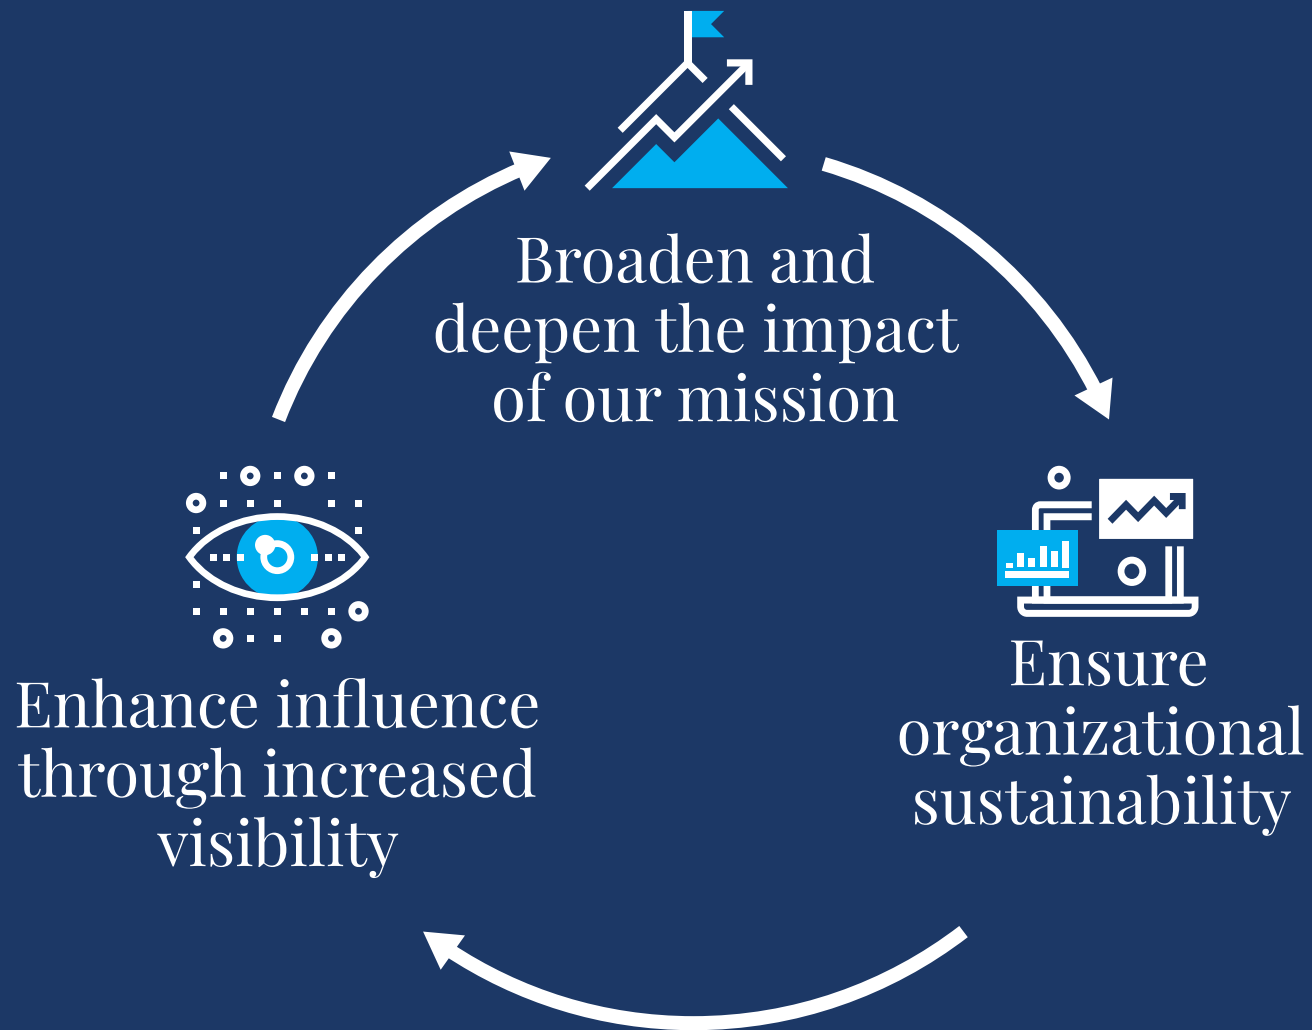 Broaden and
deepen the impact
of our mission
Ensure
organizational
sustainability
Enhance influence
through increased
visibility